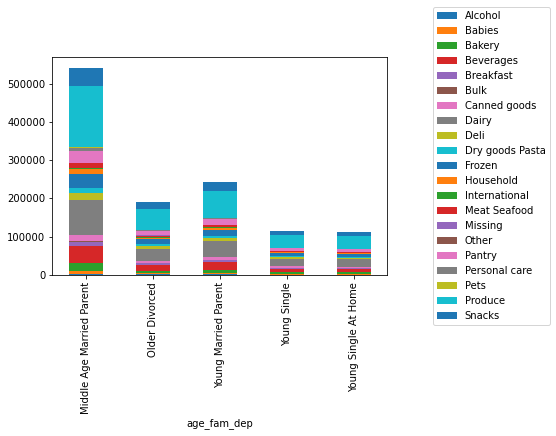 500000
400000
300000
200000
100000
0
Middle Age Married Parent
Older Divorced
Young Married Parent
Young Single
Young Single At Home
age_fam_dep
Alcohol
Babies
Bakery
Beverages
Breakfast
Bulk
Canned goods
Dairy
Deli
Dry goods Pasta
Frozen
Household
International
Meat Seafood
Missing
Other
Pantry
Personal care
Pets
Produce
Snacks